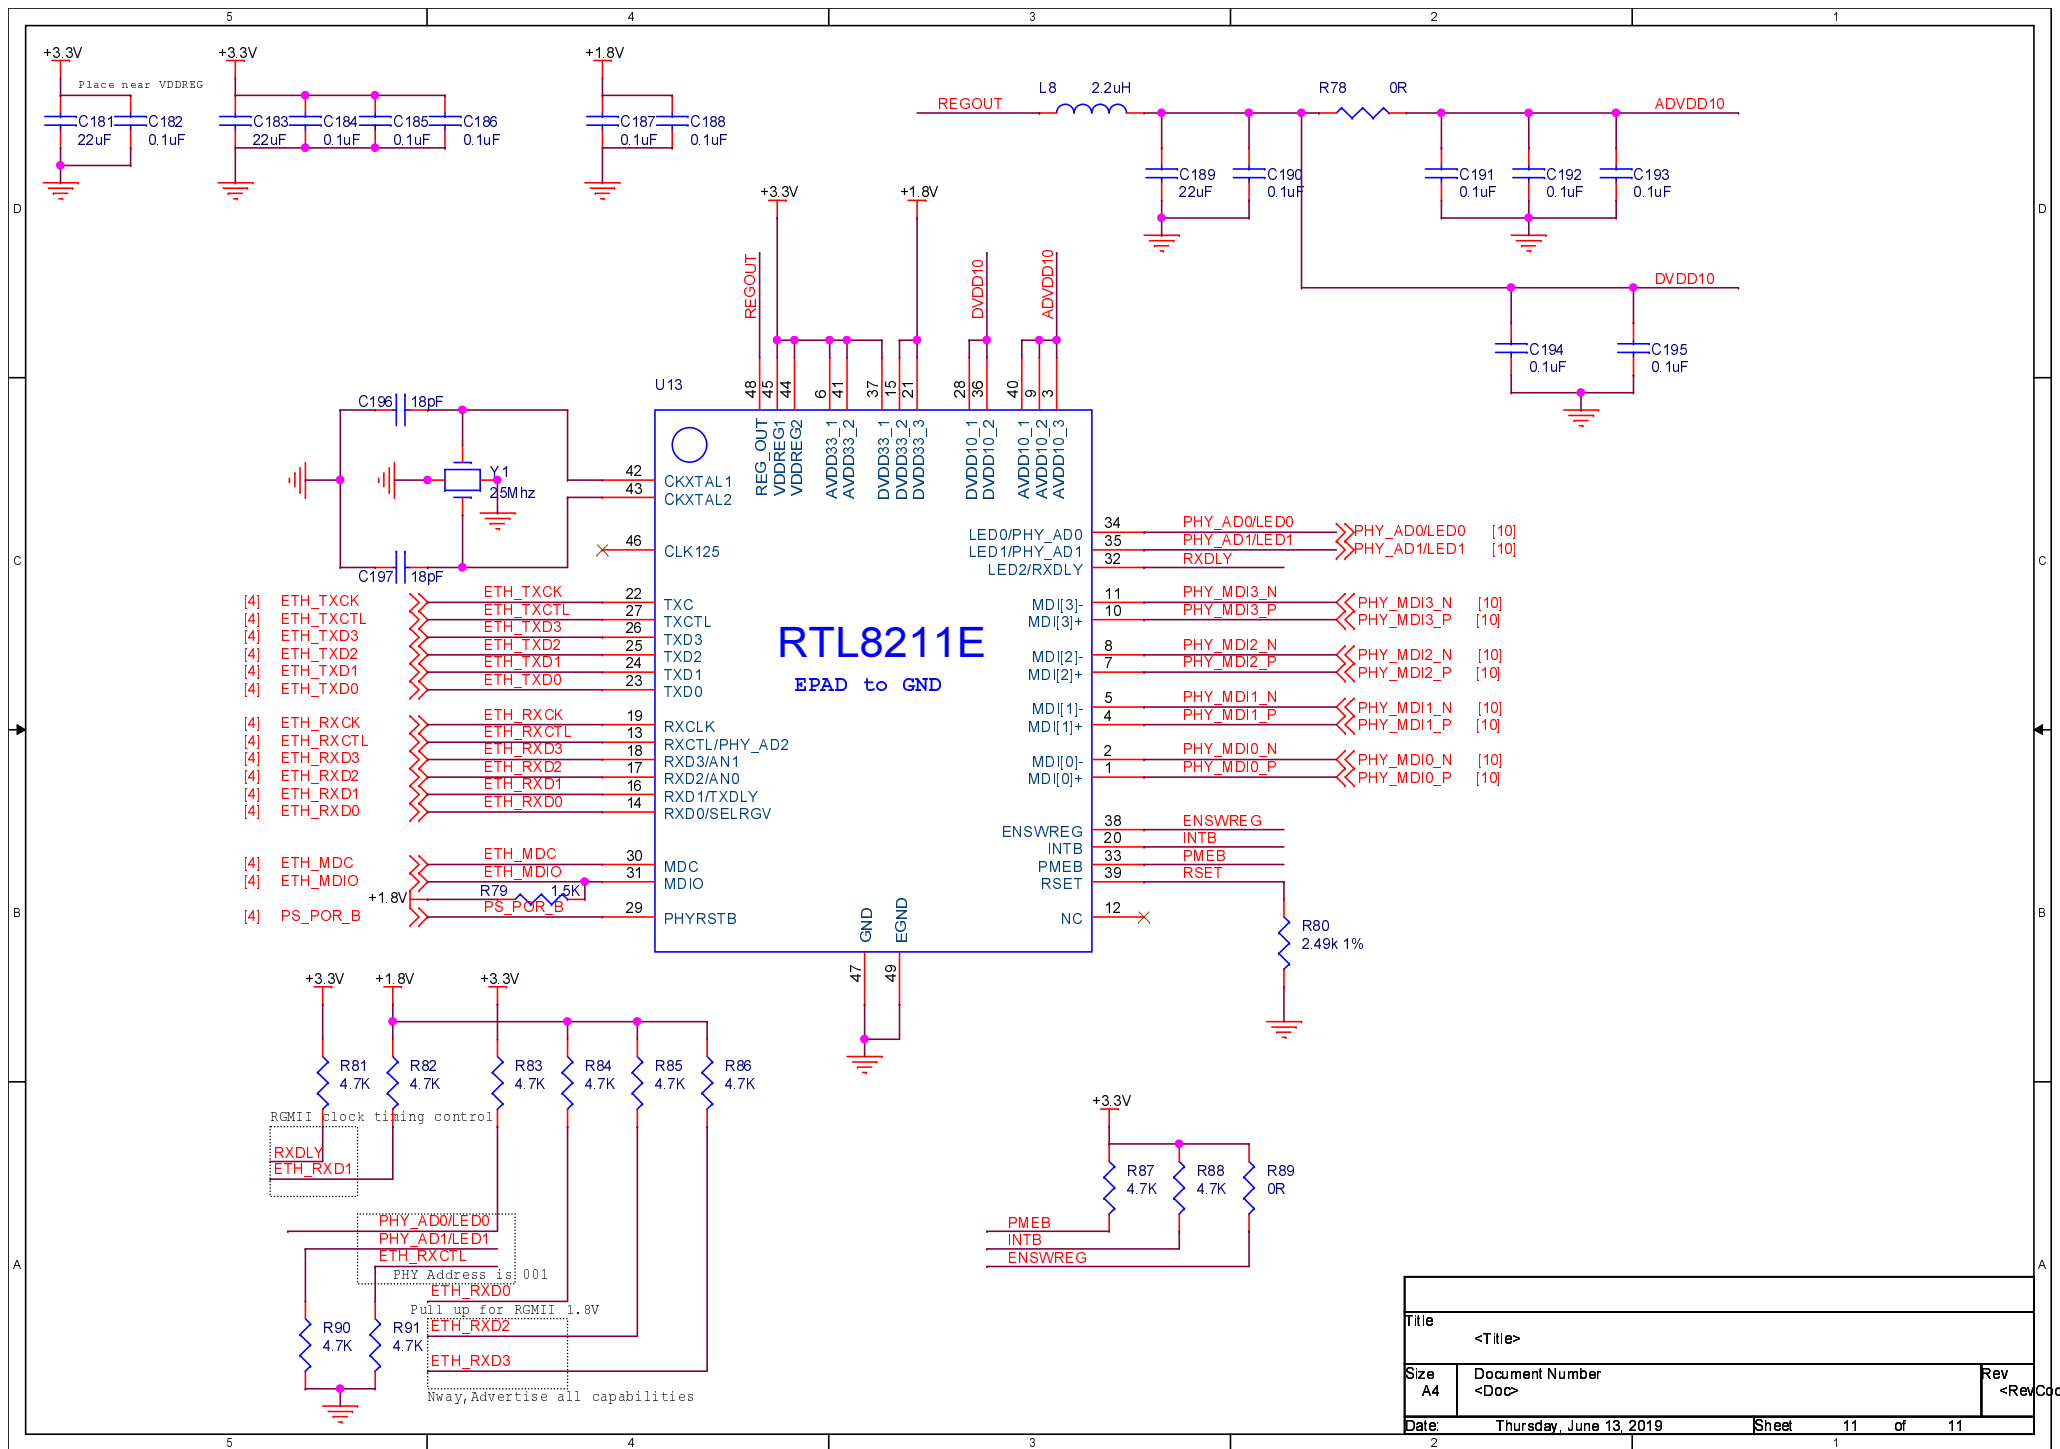 5 4 3 2 1
+3.3V +3.3V +1.8V
Place near VDDREG
C181 22uF
C182 0.1uF
C183 22uF
C184 0.1uF
C185 0.1uF
C186 0.1uF
C187 0.1uF
C188 0.1uF
REGOUT
L8 2.2uH
R78 0R
ADVDD10
C189 22uF
C190 0.1uF
C191 0.1uF
C192 0.1uF
C193 0.1uF
D D
DVDD10
C194 0.1uF
C195 0.1uF
+3.3V +1.8V
REGOUT DVDD10 ADVDD10
U13
48 45 44 6 41 37 15 21 28 36 40 9 3
REG_OUT
VDDREG1
VDDREG2
AVDD33_1
AVDD33_2
DVDD33_1
DVDD33_2
DVDD33_3
DVDD10_1
DVDD10_2
AVDD10_1
AVDD10_2
AVDD10_3
C196 18pF
Y1
25Mhz
C197 18pF
42 CKXTAL1
43 CKXTAL2
46 CLK125
C C
RTL8211E
EPAD to GND
[4] ETH_TXCK ETH_TXCK 22 TXC
[4] ETH_TXCTL ETH_TXCTL 27 TXCTL
[4] ETH_TXD3 ETH_TXD3 26 TXD3
[4] ETH_TXD2 ETH_TXD2 25 TXD2
[4] ETH_TXD1 ETH_TXD1 24 TXD1
[4] ETH_TXD0 ETH_TXD0 23 TXD0
[4] ETH_RXCK ETH_RXCK 19 RXCLK
[4] ETH_RXCTL ETH_RXCTL 13 RXCTL/PHY_AD2
[4] ETH_RXD3 ETH_RXD3 18 RXD3/AN1
[4] ETH_RXD2 ETH_RXD2 17 RXD2/AN0
[4] ETH_RXD1 ETH_RXD1 16 RXD1/TXDLY
[4] ETH_RXD0 ETH_RXD0 14 RXD0/SELRGV
[4] ETH_MDC ETH_MDC 30 MDC
[4] ETH_MDIO ETH_MDIO 31 MDIO
+1.8V R79 1.5K
[4] PS_POR_B PS_POR_B 29 PHYRSTB
LED0/PHY_AD0 34 PHY_AD0/LED0 PHY_AD0/LED0 [10]
LED1/PHY_AD1 35 PHY_AD1/LED1 PHY_AD1/LED1 [10]
LED2/RXDLY 32 RXDLY
MDI[3]- 11 PHY_MDI3_N PHY_MDI3_N [10]
MDI[3]+ 10 PHY_MDI3_P PHY_MDI3_P [10]
MDI[2]- 8 PHY_MDI2_N PHY_MDI2_N [10]
MDI[2]+ 7 PHY_MDI2_P PHY_MDI2_P [10]
MDI[1]- 5 PHY_MDI1_N PHY_MDI1_N [10]
MDI[1]+ 4 PHY_MDI1_P PHY_MDI1_P [10]
MDI[0]- 2 PHY_MDI0_N PHY_MDI0_N [10]
MDI[0]+ 1 PHY_MDI0_P PHY_MDI0_P [10]
ENSWREG 38 ENSWREG
INTB 20 INTB
PMEB 33 PMEB
RSET 39 RSET
NC 12
GND 47
EGND 49
R80
2.49k 1%
B B
+3.3V +1.8V +3.3V
R81 4.7K
R82 4.7K
R83 4.7K
R84 4.7K
R85 4.7K
R86 4.7K
RGMII clock timing control
RXDLY
ETH_RXD1
PHY_AD0/LED0
PHY_AD1/LED1
ETH_RXCTL
PHY Address is 001
ETH_RXD0
Pull up for RGMII 1.8V
ETH_RXD2
ETH_RXD3
Nway,Advertise all capabilities
R90 4.7K
R91 4.7K
+3.3V
R87 4.7K
R88 4.7K
R89 0R
PMEB
INTB
ENSWREG
A A
Title
<Title>
Size
A4
Document Number
<Doc>
Rev
<RevCoc
Date: Thursday, June 13, 2019 Sheet 11 of 11
5 4 3 2 1